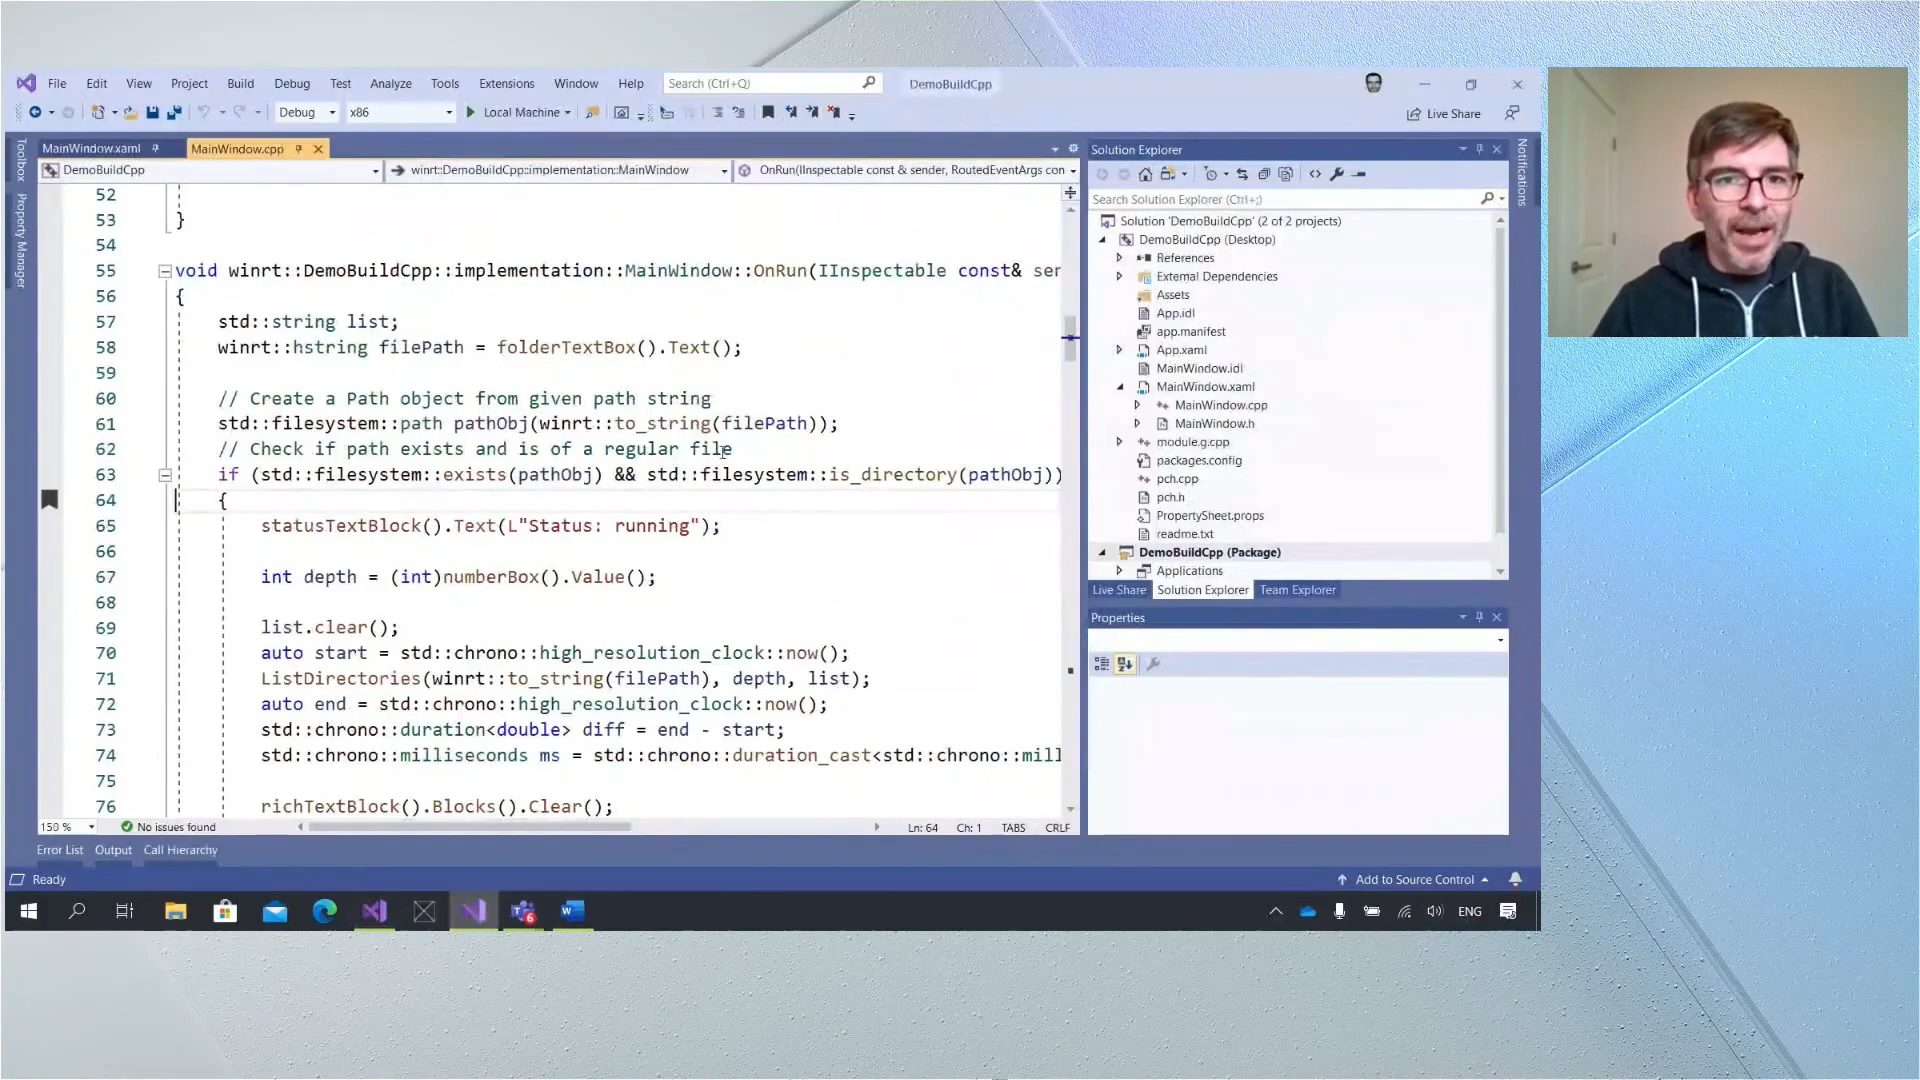 File Edit View Project Build Debug Test Analyze Tools Extensions Window Help Search (Ctrl+Q) DemoBuildCpp
Debug x86 Local Machine Live Share
MainWindow.xaml MainWindow.cpp
DemoBuildCpp winrt::DemoBuildCpp::implementation::MainWindow OnRun(IInspectable const & sender, RoutedEventArgs con
Toolbox
Property Manager
52
53 }
54
55 void winrt::DemoBuildCpp::implementation::MainWindow::OnRun(IInspectable const& ser
56 {
57 std::string list;
58 winrt::hstring filePath = folderTextBox().Text();
59
60 // Create a Path object from given path string
61 std::filesystem::path pathObj(winrt::to_string(filePath));
62 // Check if path exists and is of a regular file
63 if (std::filesystem::exists(pathObj) && std::filesystem::is_directory(pathObj))
64 {
65 statusTextBlock().Text(L"Status: running");
66
67 int depth = (int)numberBox().Value();
68
69 list.clear();
70 auto start = std::chrono::high_resolution_clock::now();
71 ListDirectories(winrt::to_string(filePath), depth, list);
72 auto end = std::chrono::high_resolution_clock::now();
73 std::chrono::duration<double> diff = end - start;
74 std::chrono::milliseconds ms = std::chrono::duration_cast<std::chrono::mill
75
76 richTextBlock().Blocks().Clear();
150 % No issues found Ln: 64 Ch: 1 TABS CRLF
Error List Output Call Hierarchy
Ready Add to Source Control
Solution Explorer
Search Solution Explorer (Ctrl+;)
Solution 'DemoBuildCpp' (2 of 2 projects)
DemoBuildCpp (Desktop)
References
External Dependencies
Assets
App.idl
app.manifest
App.xaml
MainWindow.idl
MainWindow.xaml
MainWindow.cpp
MainWindow.h
module.g.cpp
packages.config
pch.cpp
pch.h
PropertySheet.props
readme.txt
DemoBuildCpp (Package)
Applications
Live Share Solution Explorer Team Explorer
Properties
Notifications
6
ENG